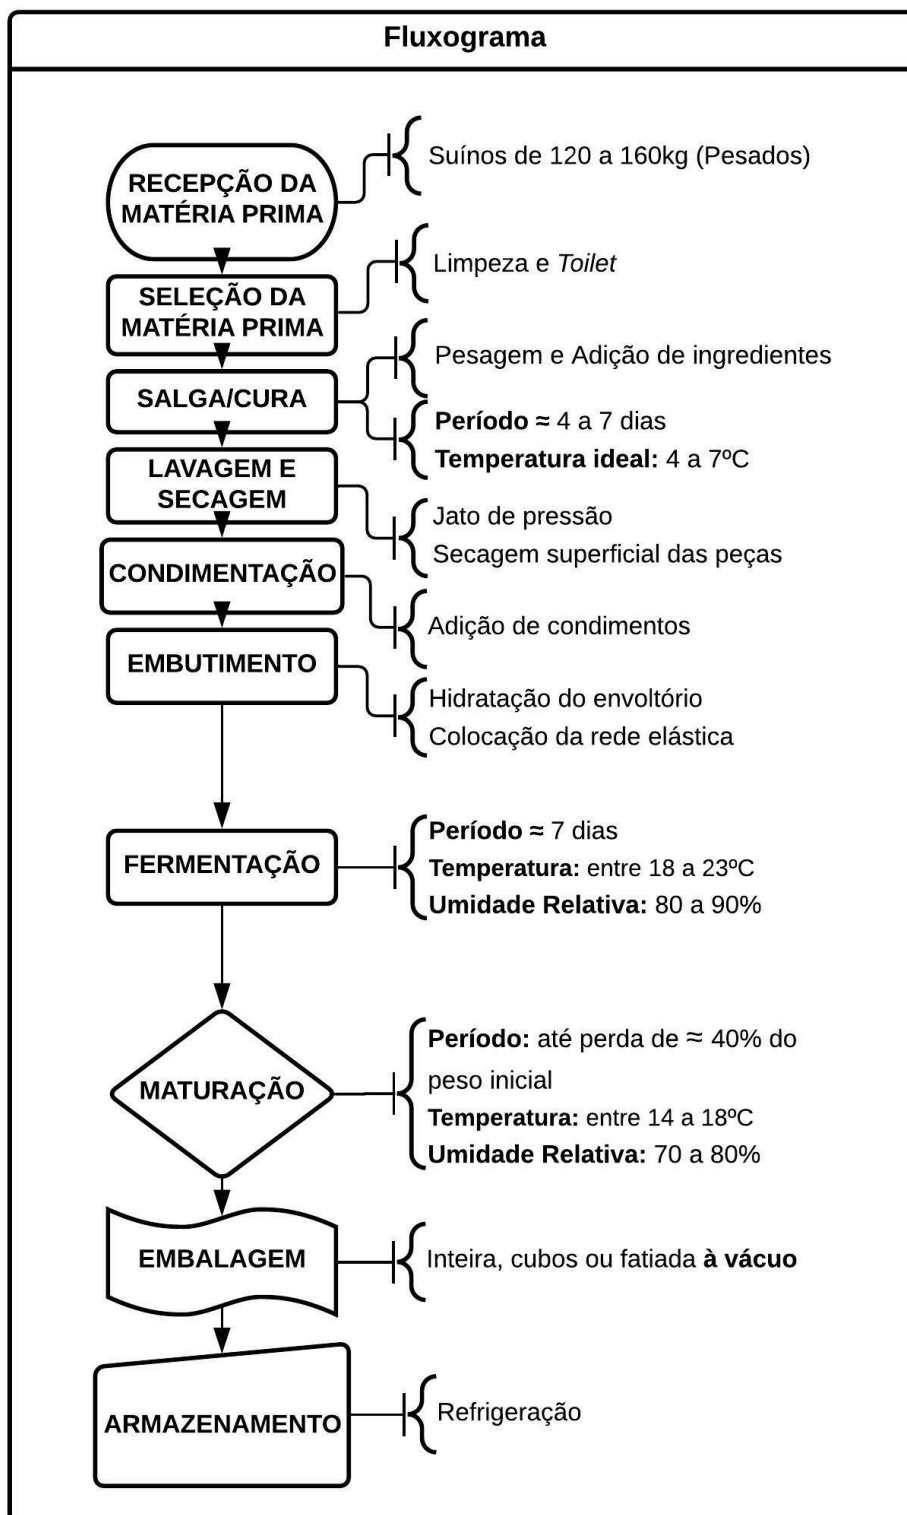 Fluxograma
RECEPÇÃO DA
MATÉRIA PRIMA
Suínos de 120 a 160kg (Pesados)
SELEÇÃO DA
MATÉRIA PRIMA
Limpeza e Toilet
SALGA/CURA
Pesagem e Adição de ingredientes
Período ≈ 4 a 7 dias
Temperatura ideal: 4 a 7ºC
LAVAGEM E
SECAGEM
Jato de pressão
Secagem superficial das peças
CONDIMENTAÇÃO
Adição de condimentos
EMBUTIMENTO
Hidratação do envoltório
Colocação da rede elástica
FERMENTAÇÃO
Período ≈ 7 dias
Temperatura: entre 18 a 23ºC
Umidade Relativa: 80 a 90%
MATURAÇÃO
Período: até perda de ≈ 40% do
peso inicial
Temperatura: entre 14 a 18ºC
Umidade Relativa: 70 a 80%
EMBALAGEM
Inteira, cubos ou fatiada à vácuo
ARMAZENAMENTO
Refrigeração